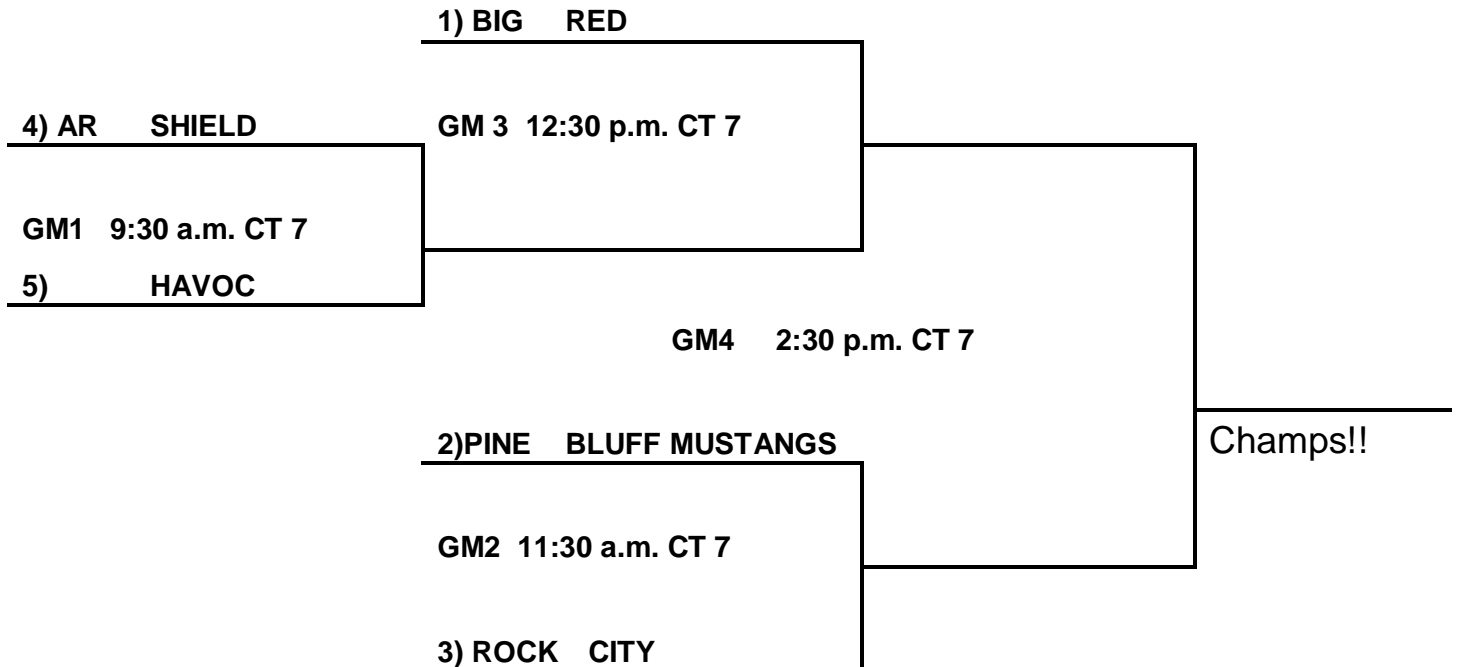 1) BIG RED
4) AR SHIELD
GM 3 12:30 p.m. CT 7
GM1 9:30 a.m. CT 7
5) HAVOC
GM4 2:30 p.m. CT 7
2)PINE BLUFF MUSTANGS
Champs!!
GM2 11:30 a.m. CT 7
3) ROCK CITY